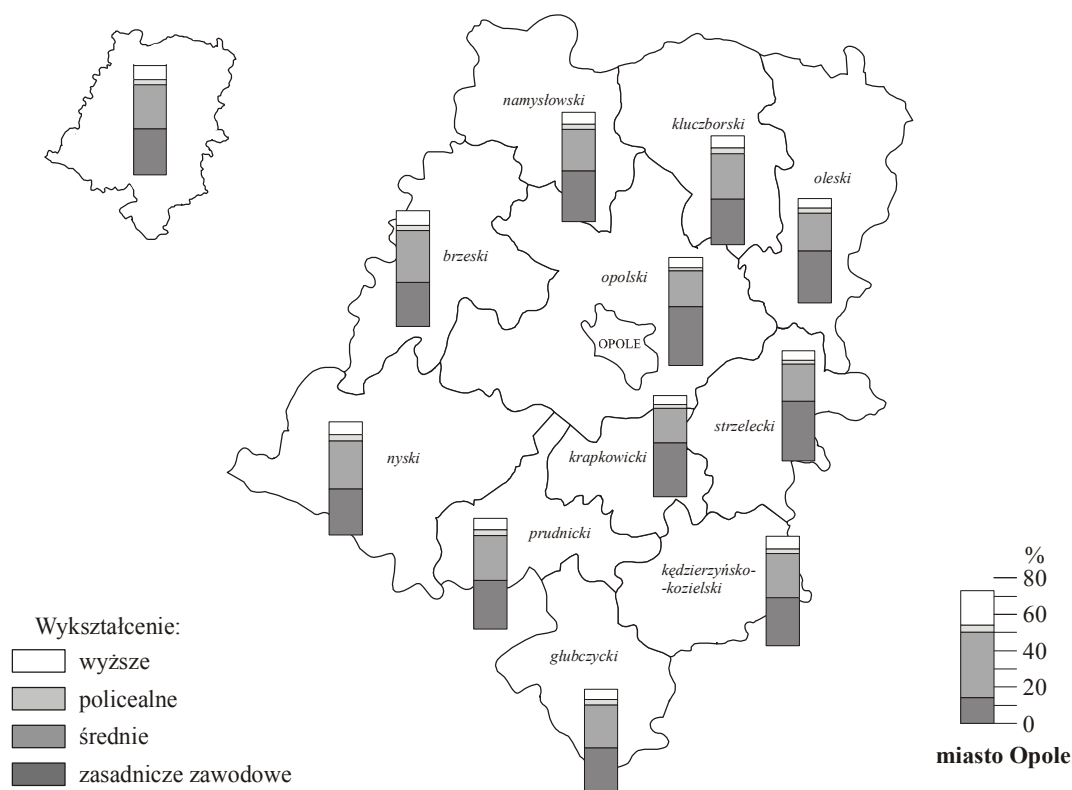 namysłowski
kluczborski
oleski
brzeski
opolski
OPOLE
strzelecki
nyski
krapkowicki
prudnicki
kędzierzyńsko-
-kozielski
głubczycki
Wykształcenie:
wyższe
policealne
średnie
zasadnicze zawodowe
%
80
60
40
20
0
miasto Opole